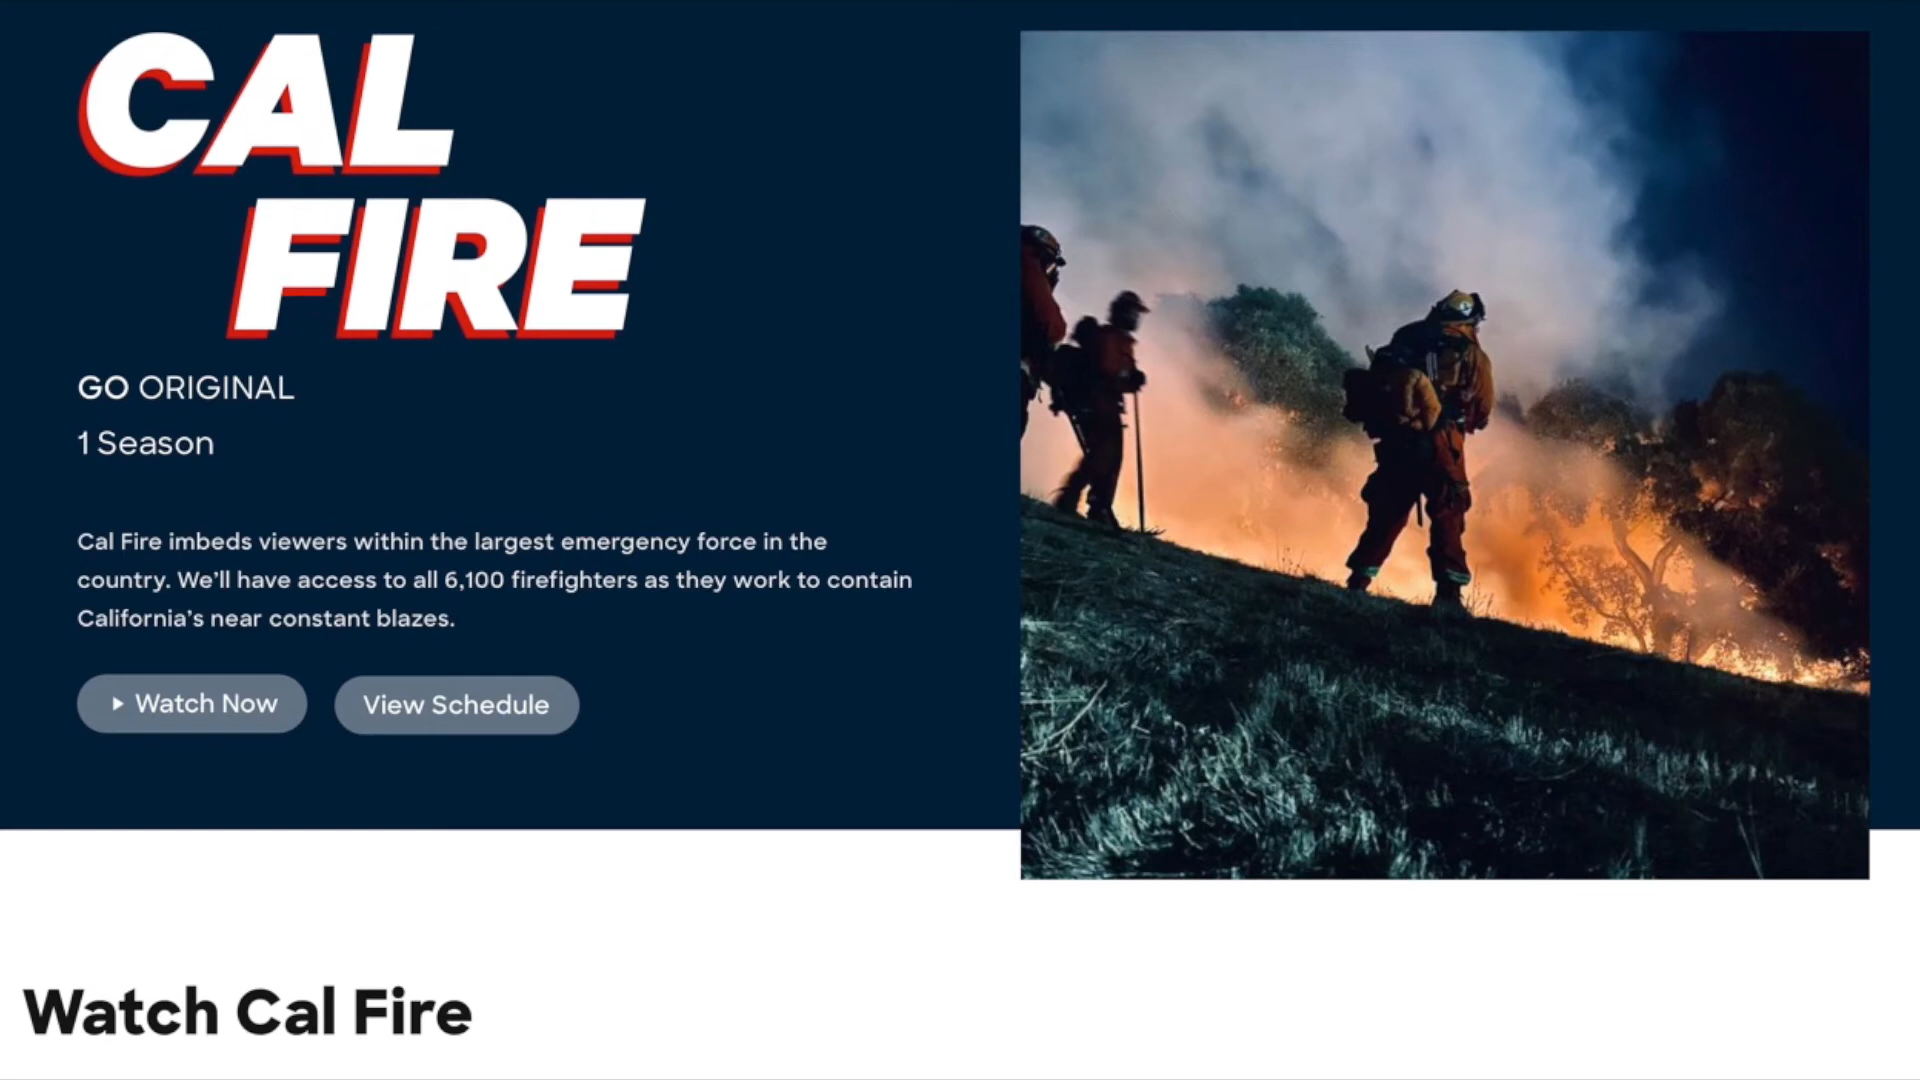 CAL
FIRE
GO ORIGINAL
1 Season
Cal Fire imbeds viewers within the largest emergency force in the
country. We'll have access to all 6,100 firefighters as they work to contain
California's near constant blazes.
Watch Now
View Schedule
Watch Cal Fire